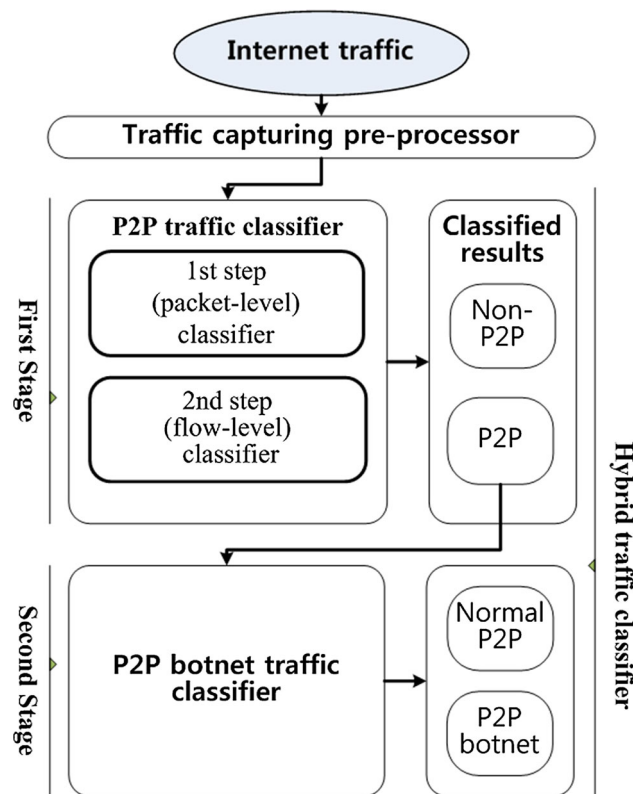 Internet traffic
Traffic capturing pre-processor
P2P traffic classifier
1st step
(packet-level)
classifier
2nd step
(flow-level)
classifier
Classified
results
Non-
P2P
P2P
First Stage
P2P botnet traffic
classifier
Normal
P2P
P2P
botnet
Second Stage
Hybrid traffic classifier